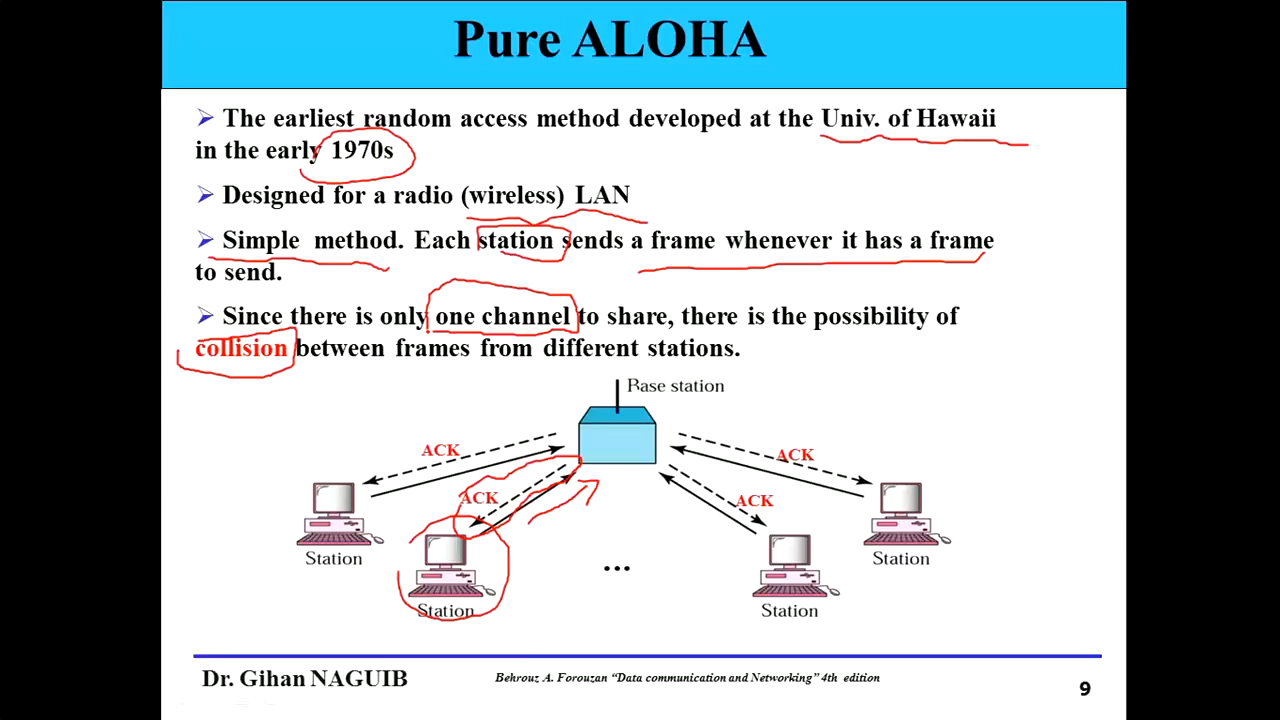 Pure ALOHA
➢ The earliest random access method developed at the Univ. of Hawaii
in the early 1970s
➢ Designed for a radio (wireless) LAN
➢ Simple method. Each station sends a frame whenever it has a frame
to send.
➢ Since there is only one channel to share, there is the possibility of
collision between frames from different stations.
Base station
ACK
ACK
ACK
ACK
Station
Station
...
Station
Station
Dr. Gihan NAGUIB
Behrouz A. Forouzan “Data communication and Networking” 4th edition
9